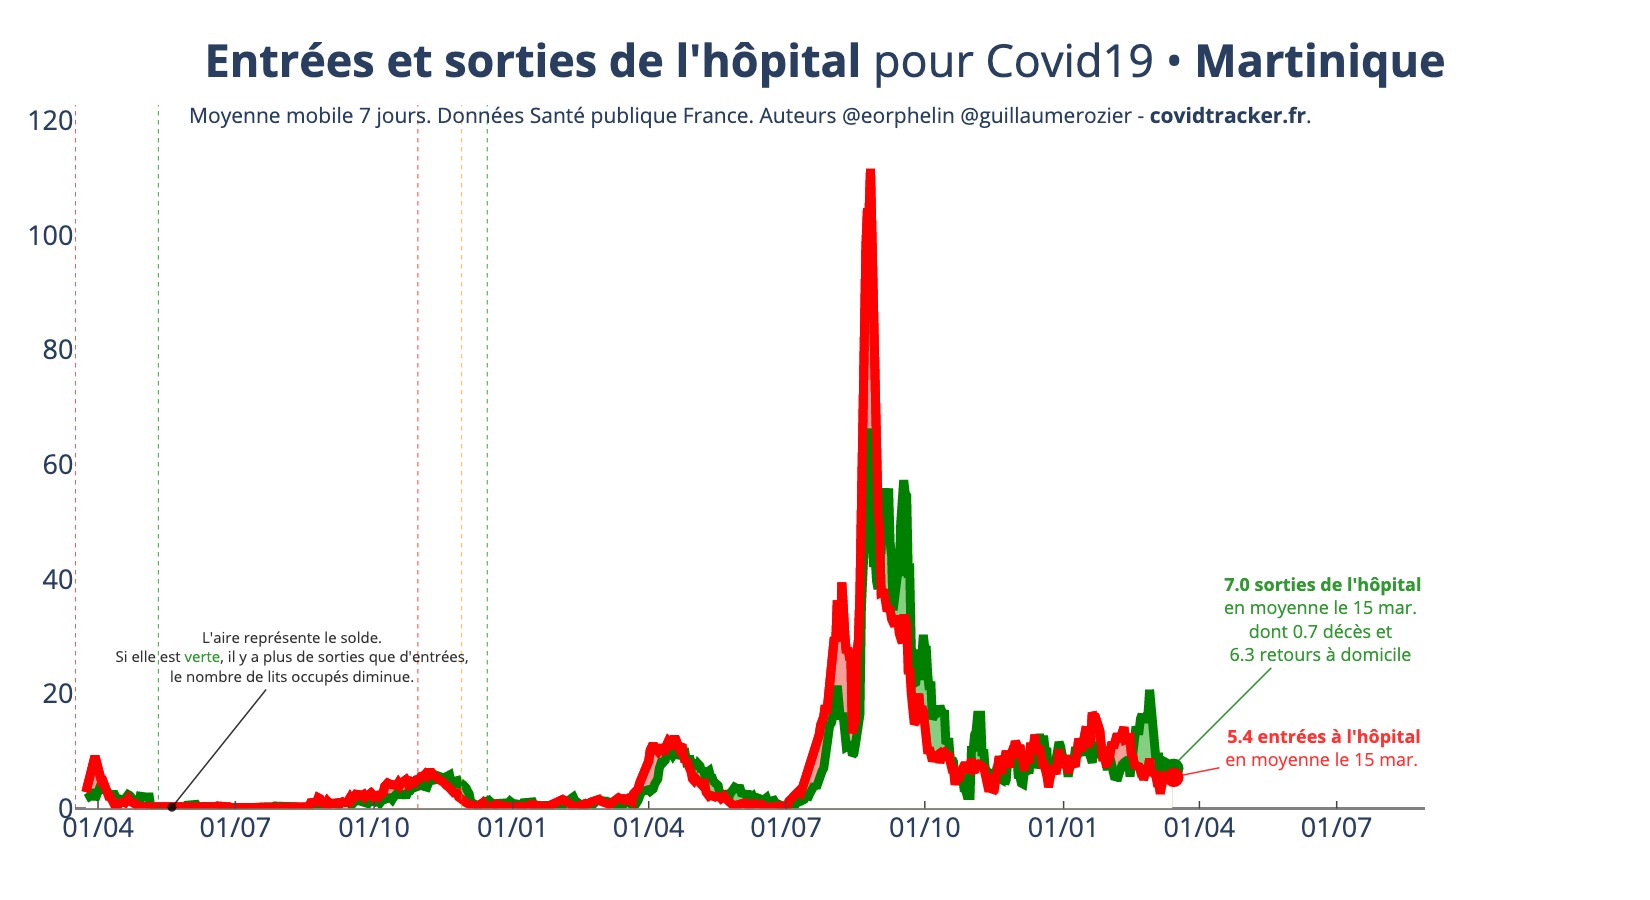 Entrées et sorties de l'hôpital pour Covid19 • Martinique
Moyenne mobile 7 jours. Données Santé publique France. Auteurs @eorphelin @guillaumerozier - covidtracker.fr.
120
100
80
60
40
20
0
L'aire représente le solde.
Si elle est verte, il y a plus de sorties que d'entrées,
le nombre de lits occupés diminue.
7.0 sorties de l'hôpital
en moyenne le 15 mar.
dont 0.7 décès et
6.3 retours à domicile
5.4 entrées à l'hôpital
en moyenne le 15 mar.
01/04 01/07 01/10 01/01 01/04 01/07 01/10 01/01 01/04 01/07